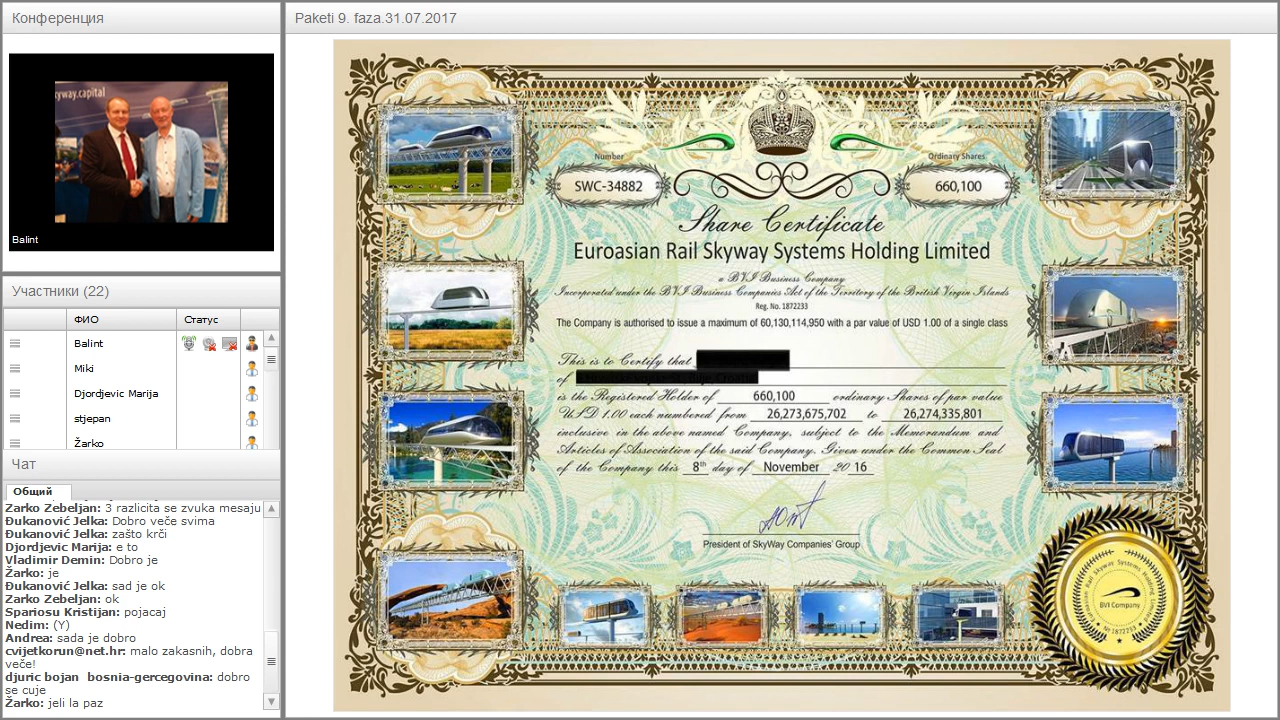 Конференция
skyway.capital
Balint
Участники (22)
ФИО
Статус
Balint
Miki
Djordjevic Marija
stjepan
Žarko
Чат
Общий
Zarko Zebeljan: 3 razlicita se zvuka mesaju
Đukanović Jelka: Dobro veče svima
Đukanović Jelka: zašto krči
Djordjevic Marija: e to
Vladimir Demin: Dobro je
Žarko: je
Đukanović Jelka: sad je ok
Zarko Zebeljan: ok
Spariosu Kristijan: pojacaj
Nedim: (Y)
Andrea: sada je dobro
cvijetkorun@net.hr: malo zakasnih, dobra
veče!
djuric bojan bosnia-gercegovina: dobro
se cuje
Žarko: jeli la paz
Paketi 9. faza.31.07.2017
Number
SWC-34882
Ordinary Shares
660,100
Share Certificate
Euroasian Rail Skyway Systems Holding Limited
a BVI Business Company
Incorporated under the BVI Business Companies Act of the Territory of the British Virgin Islands
Reg. No. 1872233
The Company is authorised to issue a maximum of 60,130,114,950 with a par value of USD 1.00 of a single class
This is to Certify that
of
is the Registered Holder of 660,100 ordinary Shares of par value
USD 1.00 each numbered from 26,273,675,702 to 26,274,335,801
inclusive in the above named Company, subject to the Memorandum and
Articles of Association of the said Company. Given under the Common Seal
of the Company this 8th day of November 20 16
President of SkyWay Companies' Group
Euroasian Rail Skyway Systems Holding Limited
BVI Company
№ 1872233